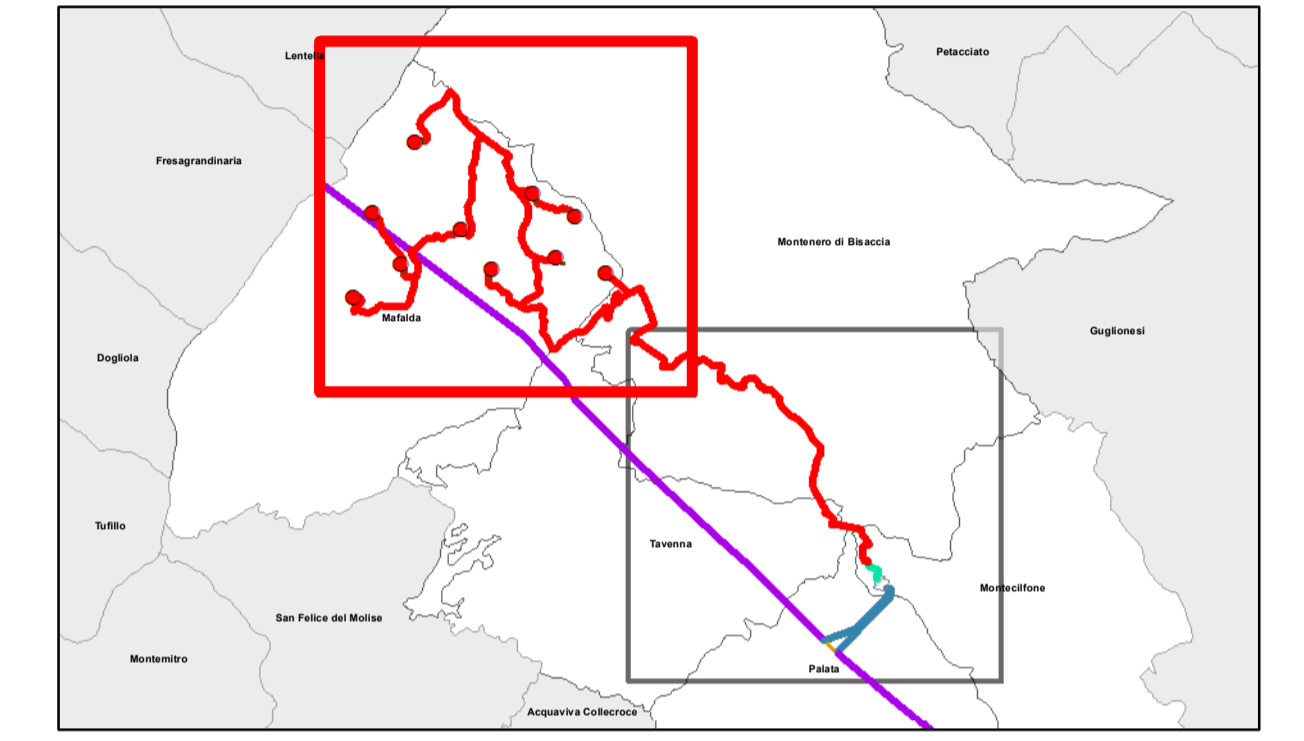 Petacciato
Lentella
Fresagrandinaria
Montenero di Bisaccia
Mafalda
Guglionesi
Dogliola
Tufillo
Tavenna
Montecilfone
San Felice del Molise
Montemitro
Palata
Acquaviva Collecroce